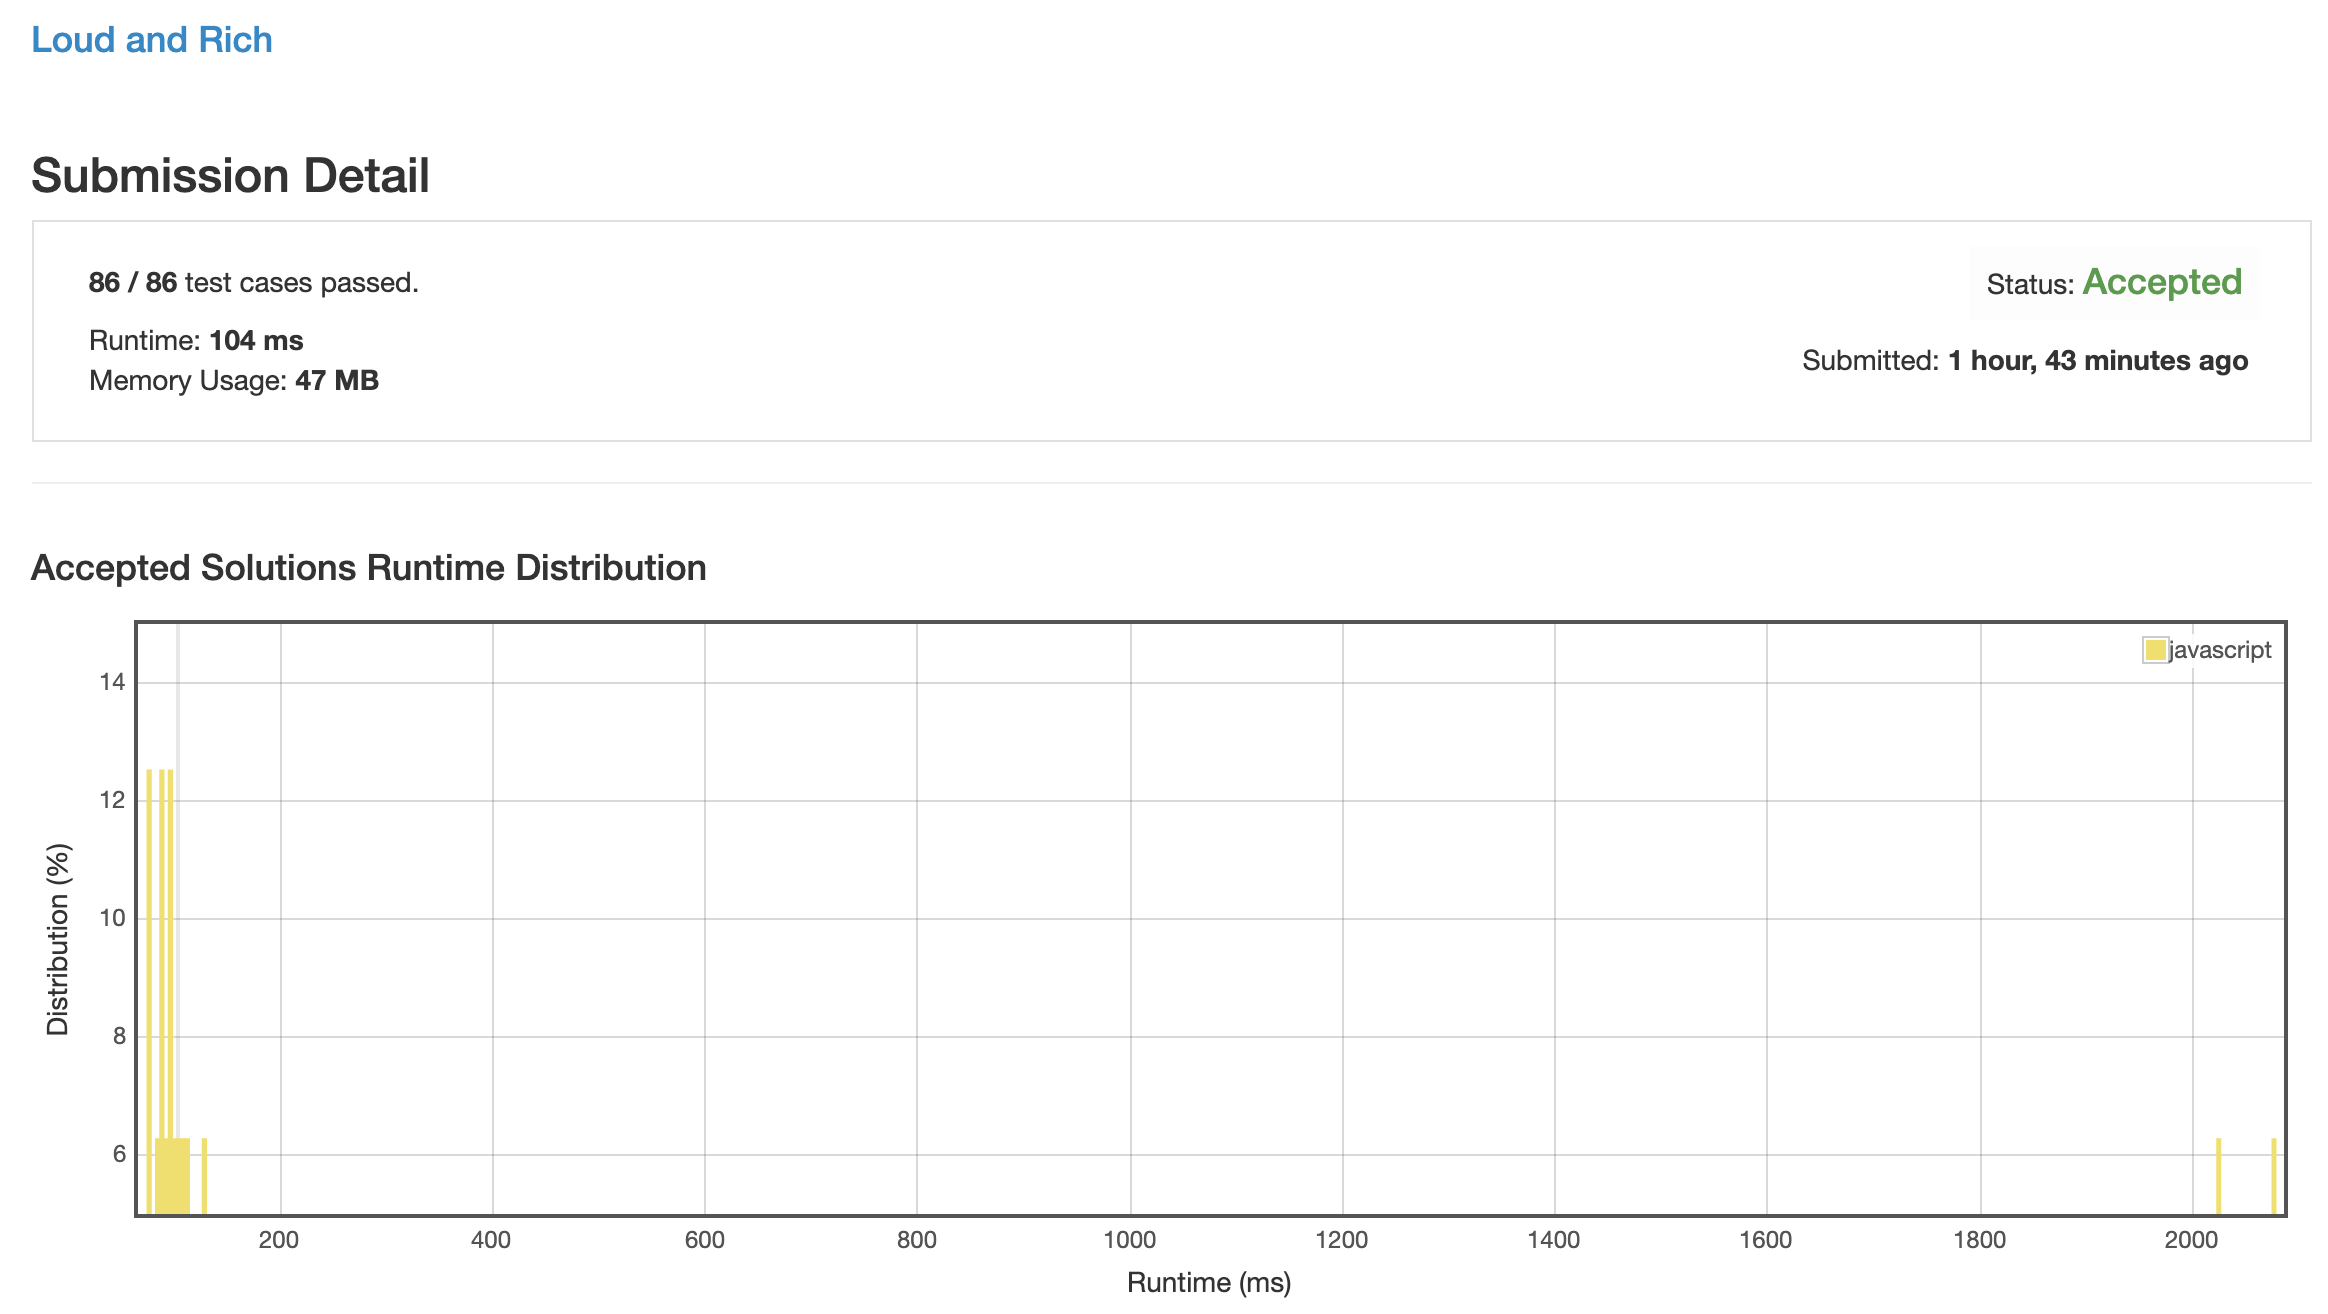 Loud and Rich
Submission Detail
86 / 86 test cases passed.
Status: Accepted
Runtime: 104 ms
Memory Usage: 47 MB
Submitted: 1 hour, 43 minutes ago
Accepted Solutions Runtime Distribution
javascript
14
12
10
8
6
Distribution (%)
200 400 600 800 1000 1200 1400 1600 1800 2000
Runtime (ms)